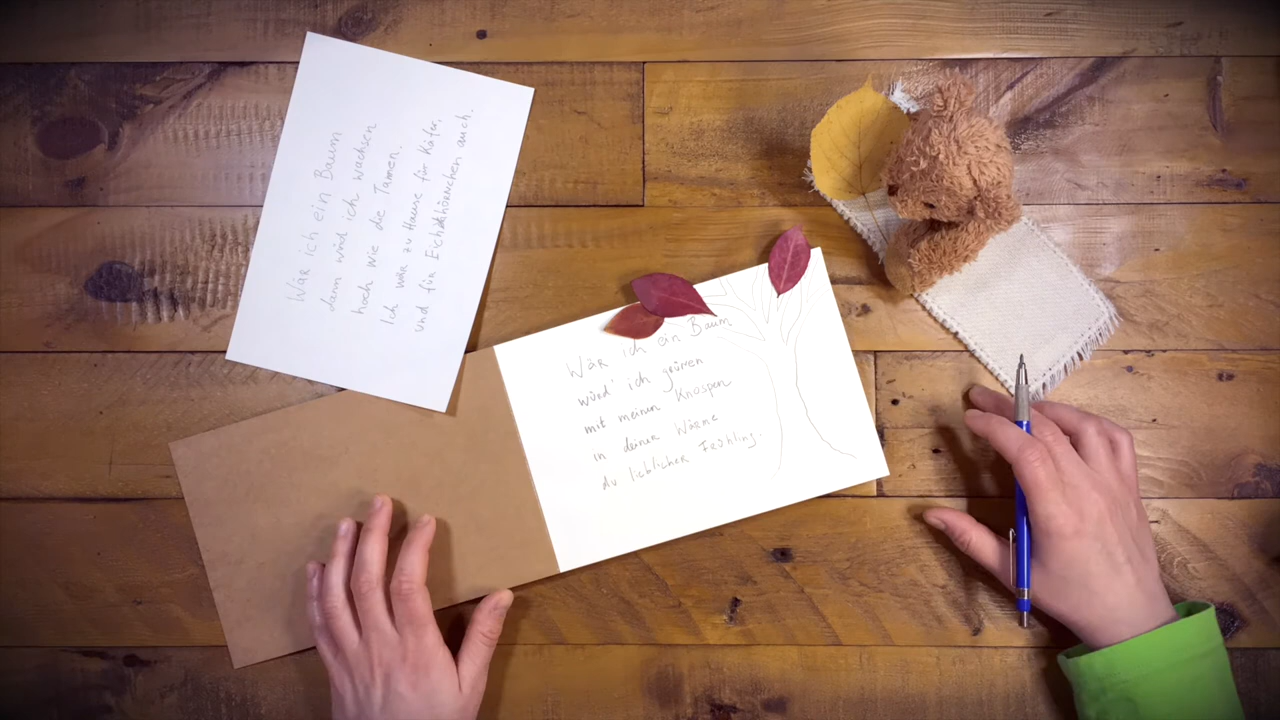 Wär ich ein Baum
dann würd ich wachsen
hoch wie die Tannen.
Ich wär zu Hause für Käfer,
und für Eichhörnchen auch.
Wär ich ein Baum
würd' ich grünen
mit meinen Knospen
in deiner Wärme
du lieblicher Frühling.